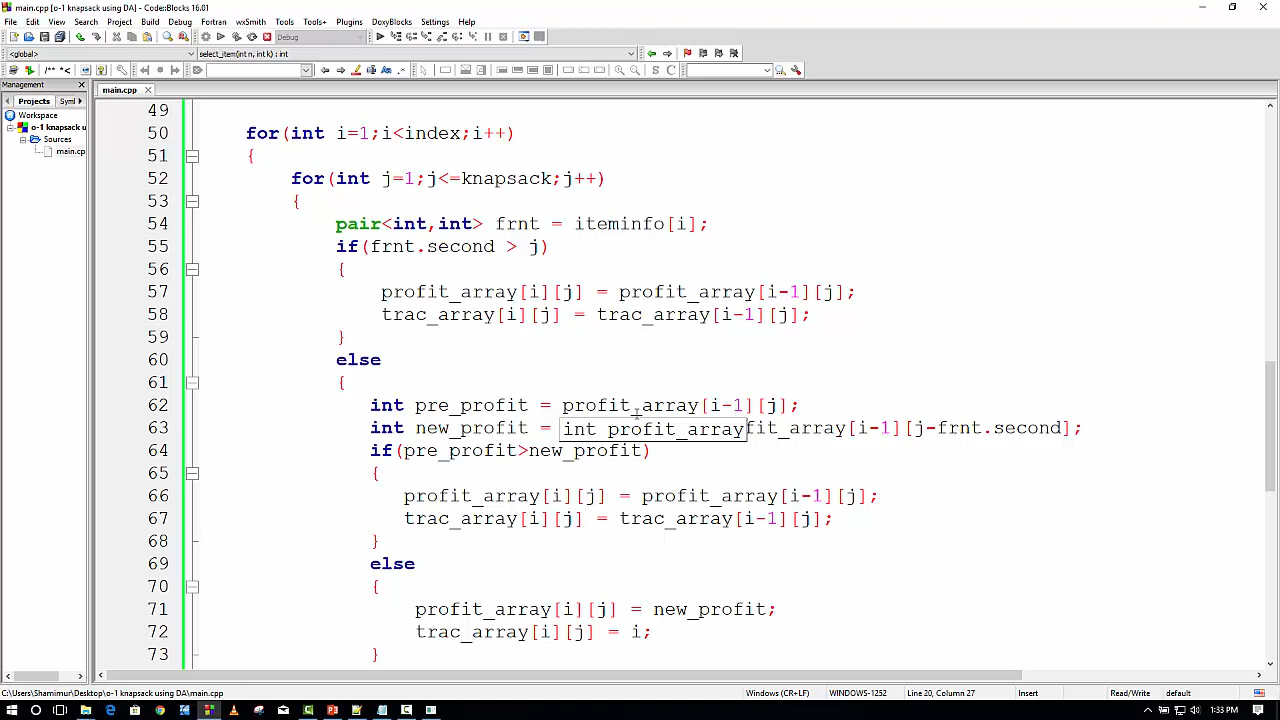 main.cpp [o-1 knapsack using DA] - Code::Blocks 16.01
File Edit View Search Project Build Debug Fortran wxSmith Tools Tools+ Plugins DoxyBlocks Settings Help
Debug
<global> select_item(int n, int k) : int
/** *<
S C
Management
main.cpp
Projects Symb
Workspace
o-1 knapsack u
Sources
main.cp
49
50 for(int i=1;i<index;i++)
51 {
52 for(int j=1;j<=knapsack;j++)
53 {
54 pair<int,int> frnt = iteminfo[i];
55 if(frnt.second > j)
56 {
57 profit_array[i][j] = profit_array[i-1][j];
58 trac_array[i][j] = trac_array[i-1][j];
59 }
60 else
61 {
62 int pre_profit = profit_array[i-1][j];
63 int new_profit = int profit_array fit_array[i-1][j-frnt.second];
64 if(pre_profit>new_profit)
65 {
66 profit_array[i][j] = profit_array[i-1][j];
67 trac_array[i][j] = trac_array[i-1][j];
68 }
69 else
70 {
71 profit_array[i][j] = new_profit;
72 trac_array[i][j] = i;
73 }
C:\Users\Shamimur\Desktop\o-1 knapsack using DA\main.cpp Windows (CR+LF) WINDOWS-1252 Line 20, Column 27 Insert Read/Write default
1:33 PM